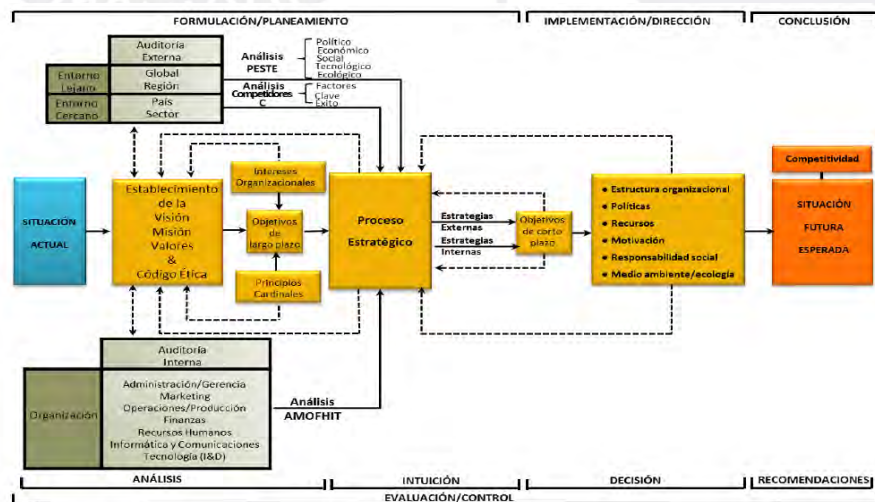 FORMULACIÓN/PLANEAMIENTO
IMPLEMENTACIÓN/DIRECCIÓN
CONCLUSIÓN
Auditoría
Externa
Entorno
Lejano
Global
Región
Entorno
Cercano
País
Sector
Análisis
PESTE
Político
Económico
Social
Tecnológico
Ecológico
Análisis
Competidores
C
Factores
Clave
Éxito
SITUACIÓN
ACTUAL
Establecimiento
de la
Visión
Misión
Valores
&
Código Ética
Intereses
Organizacionales
Objetivos
de
largo plazo
Principios
Cardinales
Proceso
Estratégico
Estrategias
Externas
Estrategias
Internas
Objetivos
de corto
plazo
• Estructura organizacional
• Políticas
• Recursos
• Motivación
• Responsabilidad social
• Medio ambiente/ecología
Competitividad
SITUACIÓN
FUTURA
ESPERADA
Auditoría
Interna
Organización
Administración/Gerencia
Marketing
Operaciones/Producción
Finanzas
Recursos Humanos
Informática y Comunicaciones
Tecnología (I&D)
Análisis
AMOFHIT
ANÁLISIS
INTUICIÓN
DECISIÓN
RECOMENDACIONES
EVALUACIÓN/CONTROL